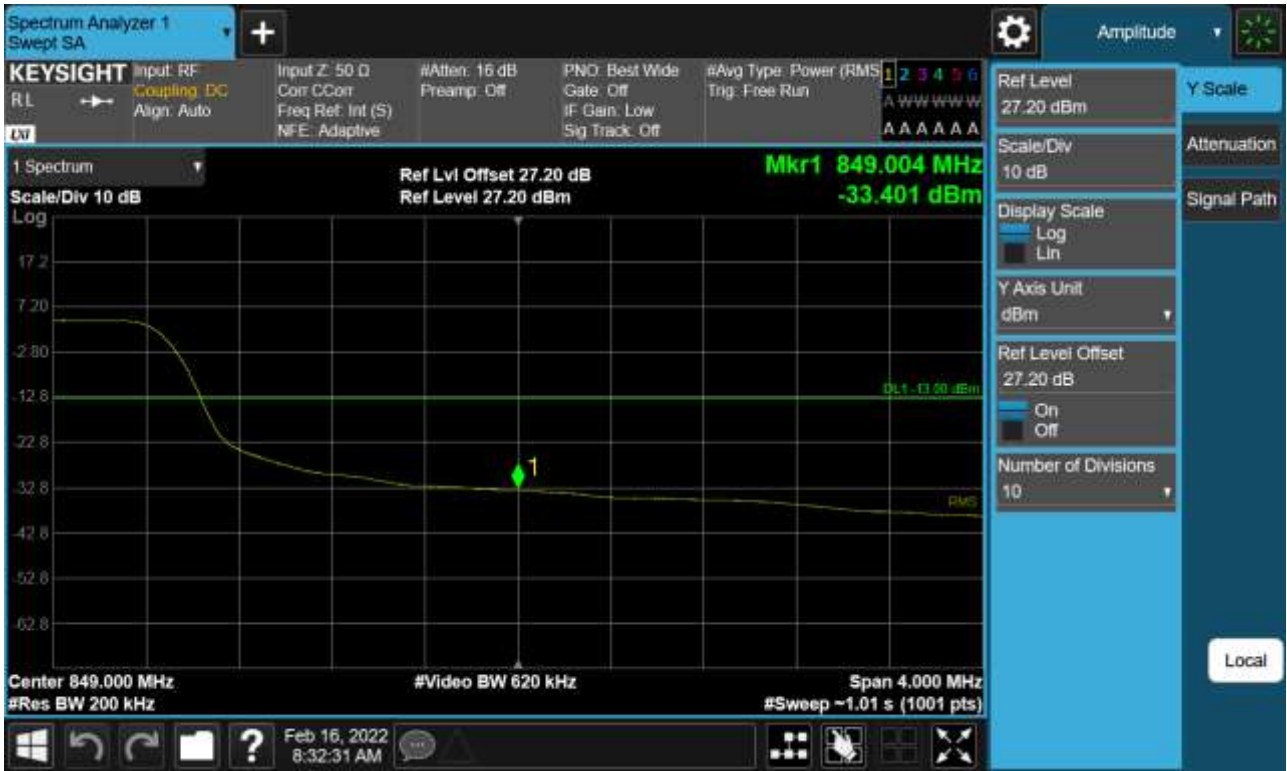 Spectrum Analyzer 1
Swept SA
+
Amplitude
KEYSIGHT
RL
Input: RF
Coupling: DC
Align: Auto
Input Z: 50 Ω
Corr CCorr
Freq Ref: Int (S)
NFE: Adaptive
#Atten: 16 dB
Preamp: Off
PNO: Best Wide
Gate: Off
IF Gain: Low
Sig Track: Off
#Avg Type: Power (RMS
Trig: Free Run
1 2 3 4 5 6
A W W W W W
A A A A A A
1 Spectrum
Scale/Div 10 dB
Ref Lvl Offset 27.20 dB
Ref Level 27.20 dBm
Mkr1 849.004 MHz
-33.401 dBm
Log
17.2
7.20
-2.80
-12.8
-22.8
-32.8
-42.8
-52.8
-62.8
DL1 -13.00 dBm
1
RMS
Center 849.000 MHz
#Res BW 200 kHz
#Video BW 620 kHz
Span 4.000 MHz
#Sweep ~1.01 s (1001 pts)
Ref Level
27.20 dBm
Scale/Div
10 dB
Display Scale
Log
Lin
Y Axis Unit
dBm
Ref Level Offset
27.20 dB
On
Off
Number of Divisions
10
Y Scale
Attenuation
Signal Path
Local
?
Feb 16, 2022
8:32:31 AM